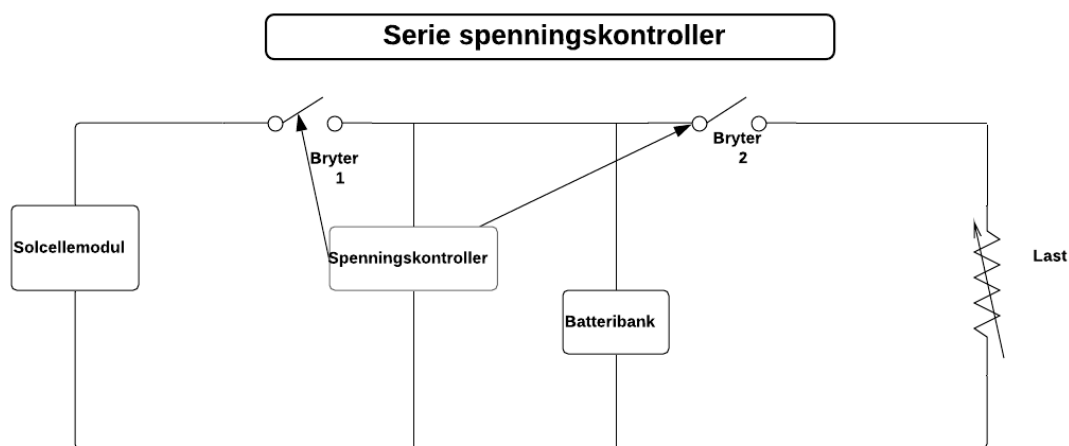 Serie spenningskontroller
Bryter
1
Bryter
2
Solcellemodul
Spenningskontroller
Last
Batteribank